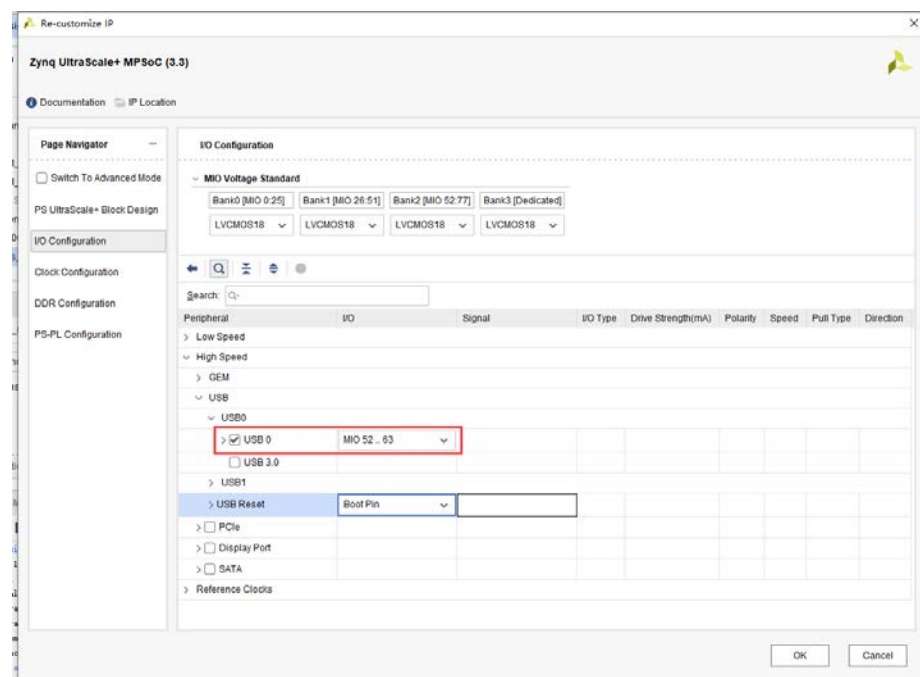 Re-customize IP
Zynq UltraScale+ MPSoC (3.3)
Documentation IP Location
Page Navigator
Switch To Advanced Mode
PS UltraScale+ Block Design
I/O Configuration
Clock Configuration
DDR Configuration
PS-PL Configuration
I/O Configuration
MIO Voltage Standard
Bank0 [MIO 0:25] Bank1 [MIO 26:51] Bank2 [MIO 52:77] Bank3 [Dedicated]
LVCMOS18 LVCMOS18 LVCMOS18 LVCMOS18
Search:
Peripheral I/O Signal I/O Type Drive Strength(mA) Polarity Speed Pull Type Direction
Low Speed
High Speed
GEM
USB
USB0
USB 0 MIO 52 .. 63
USB 3.0
USB1
USB Reset Boot Pin
PCIe
Display Port
SATA
Reference Clocks
OK Cancel